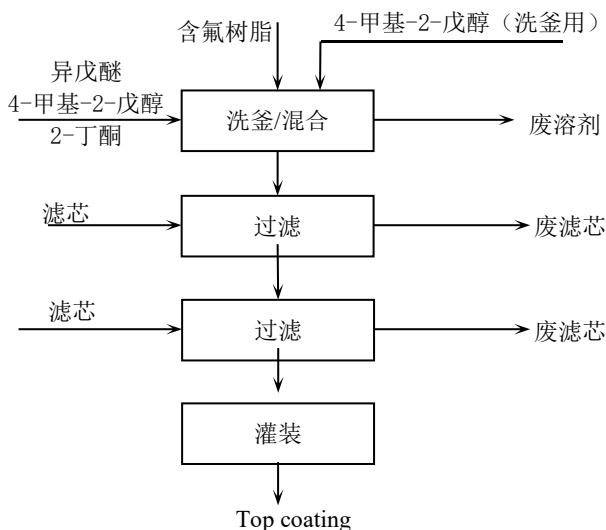 含氟树脂
4-甲基-2-戊醇（洗釜用）
异戊醚
4-甲基-2-戊醇
2-丁酮
洗釜/混合
废溶剂
滤芯
过滤
废滤芯
滤芯
过滤
废滤芯
灌装
Top coating